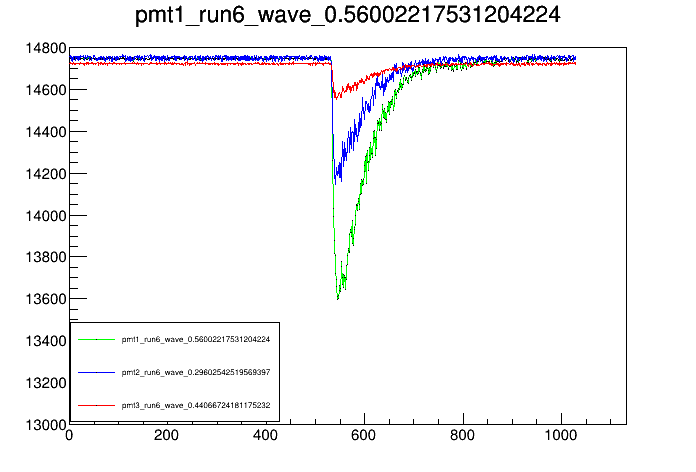 pmt1_run6_wave_0.56002217531204224
14800
14600
14400
14200
14000
13800
13600
13400
13200
13000
pmt1_run6_wave_0.56002217531204224
pmt2_run6_wave_0.29602542519569397
pmt3_run6_wave_0.44066724181175232
0 200 400 600 800 1000